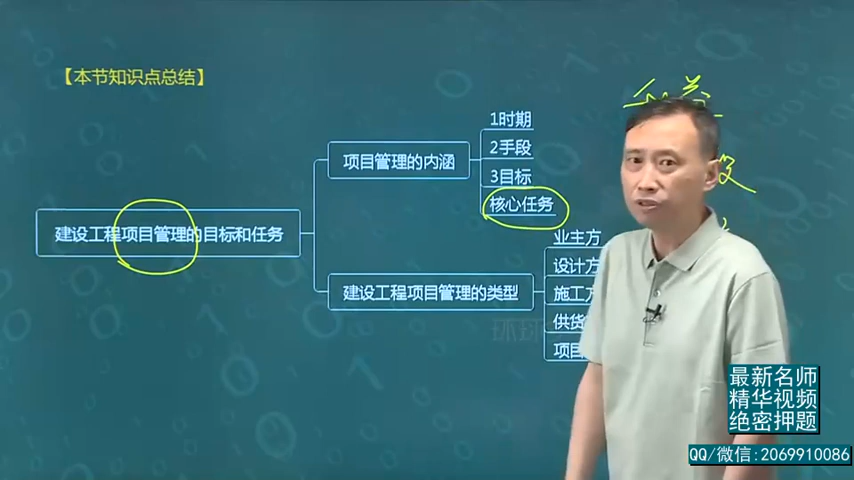 【本节知识点总结】
1时期
2手段
项目管理的内涵
3目标
核心任务
建设工程项目管理的目标和任务
业主方
设计方
建设工程项目管理的类型
施工方
供货
项目
环球
最新名师
精华视频
绝密押题
QQ/微信:2069910086